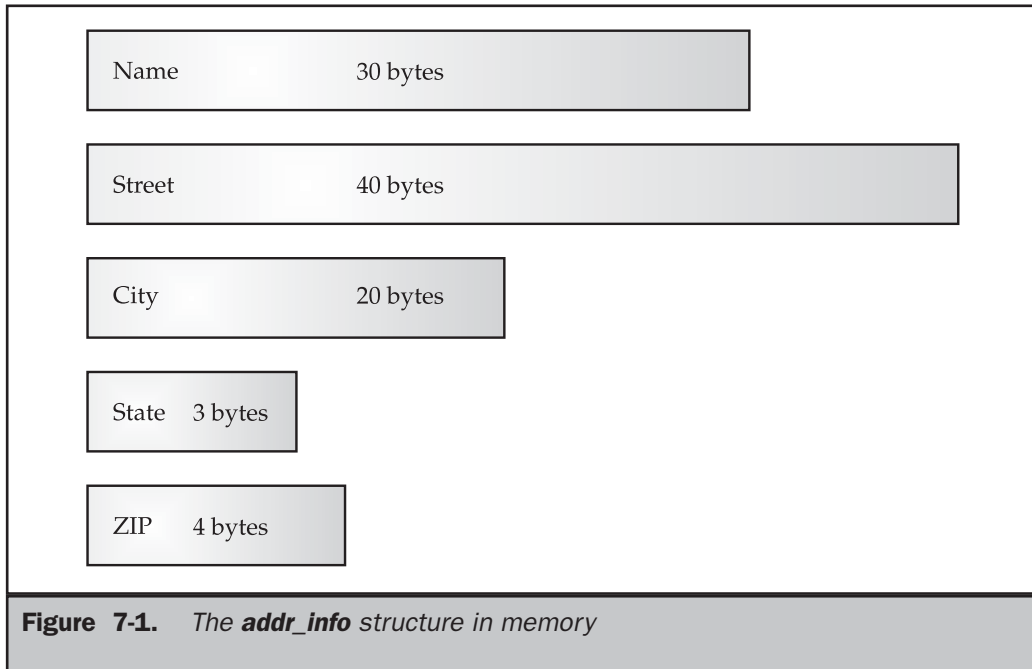 Name 30 bytes
Street 40 bytes
City 20 bytes
State 3 bytes
ZIP 4 bytes
Figure 7-1. The addr_info structure in memory